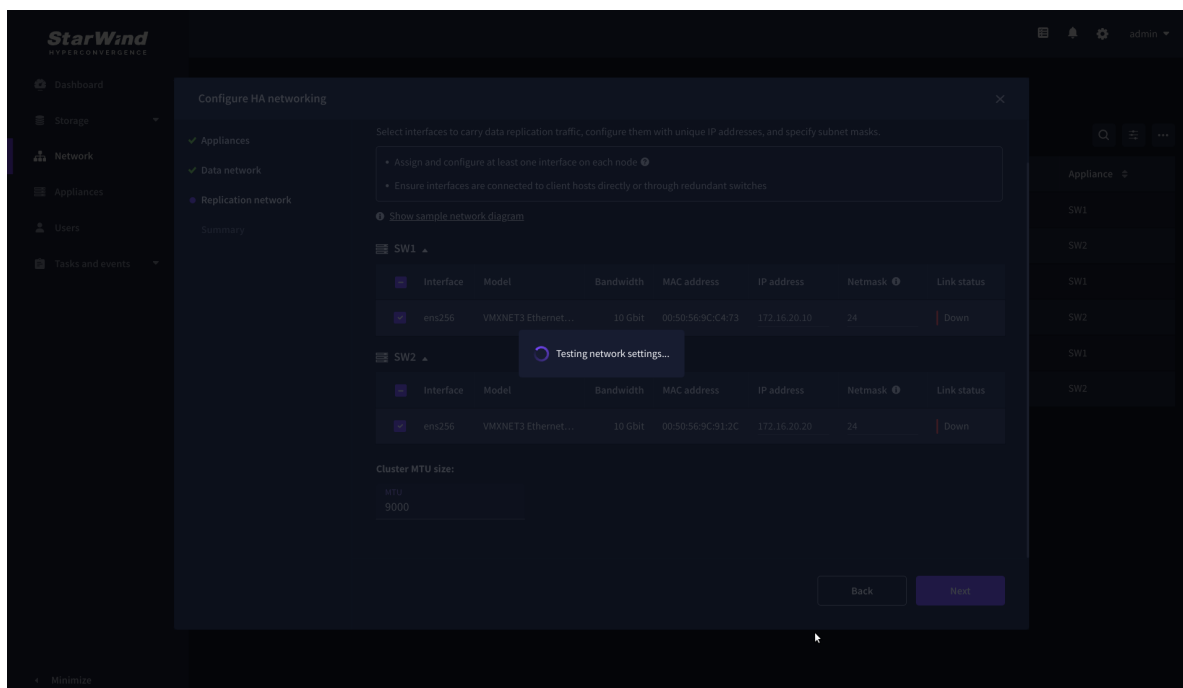 StarWind
HYPERCONVERGENCE
admin
Dashboard
Storage
Network
Appliances
Users
Tasks and events
Minimize
Appliance
SW1
SW2
SW1
SW2
SW1
SW2
Configure HA networking
Appliances
Data network
Replication network
Summary
Select interfaces to carry data replication traffic, configure them with unique IP addresses, and specify subnet masks.
• Assign and configure at least one interface on each node
• Ensure interfaces are connected to client hosts directly or through redundant switches
Show sample network diagram
SW1
Interface Model Bandwidth MAC address IP address Netmask Link status
ens256 VMXNET3 Ethernet... 10 Gbit 00:50:56:9C:C4:73 172.16.20.10 24 Down
Testing network settings...
SW2
Interface Model Bandwidth MAC address IP address Netmask Link status
ens256 VMXNET3 Ethernet... 10 Gbit 00:50:56:9C:91:2C 172.16.20.20 24 Down
Cluster MTU size:
MTU
9000
Back Next